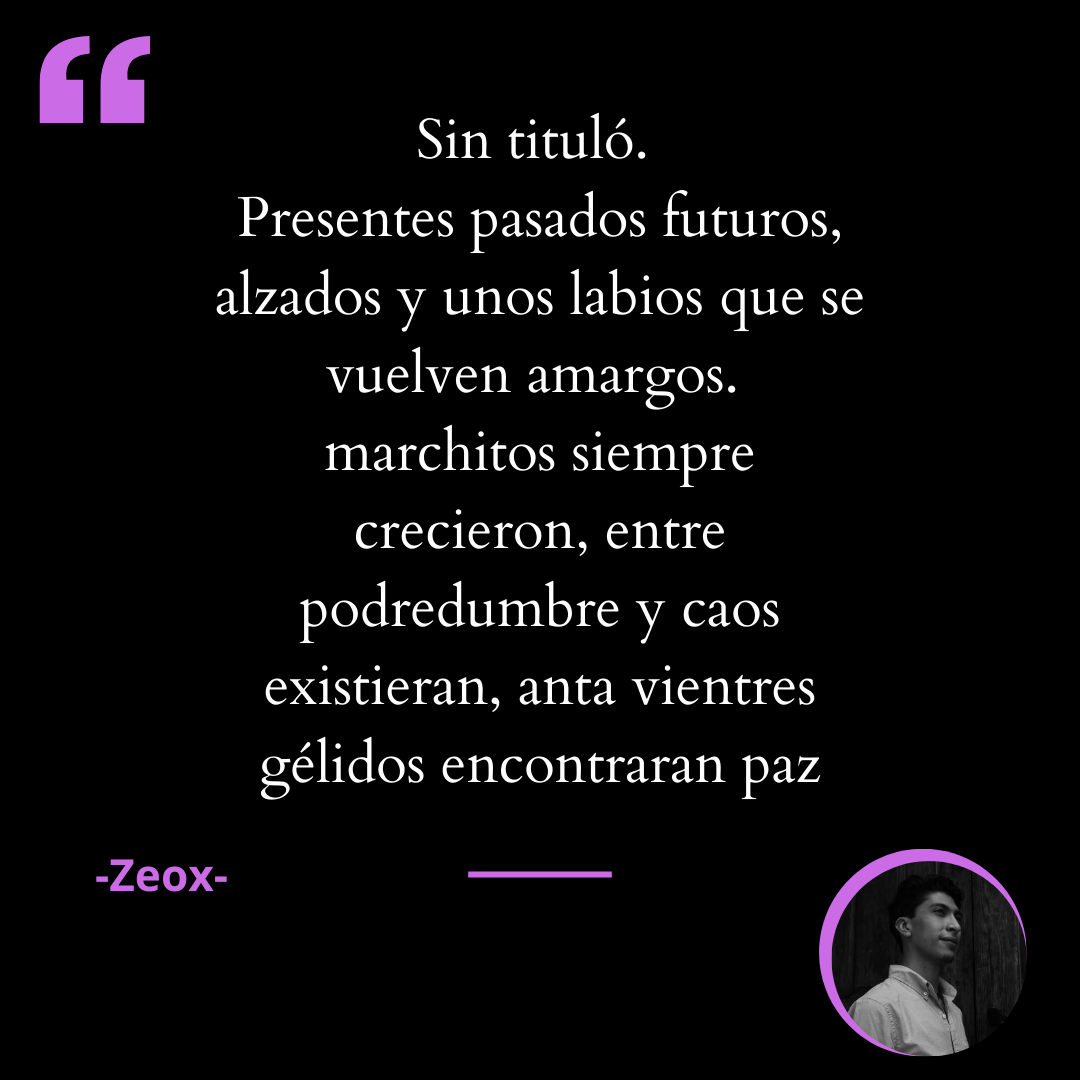 Sin tituló.
Presentes pasados futuros,
alzados y unos labios que se
vuelven amargos.
marchitos siempre
crecieron, entre
podredumbre y caos
existieran, anta vientres
gélidos encontraran paz
-Zeox-